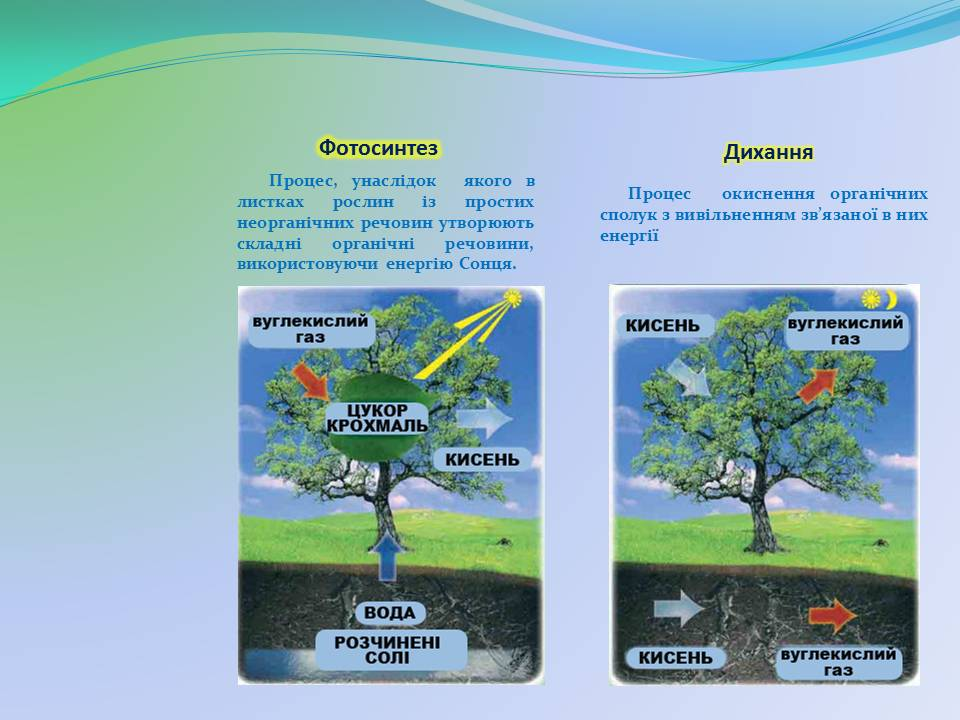 Фотосинтез
Процес, унаслідок якого в
листках рослин із простих
неорганічних речовин утворюють
складні органічні речовини,
використовуючи енергію Сонця.
вуглекислий
газ
ЦУКОР
КРОХМАЛЬ
КИСЕНЬ
ВОДА
РОЗЧИНЕНІ
СОЛІ
Дихання
Процес окиснення органічних
сполук з вивільненням зв’язаної в них
енергії
КИСЕНЬ
вуглекислий
газ
КИСЕНЬ
вуглекислий
газ